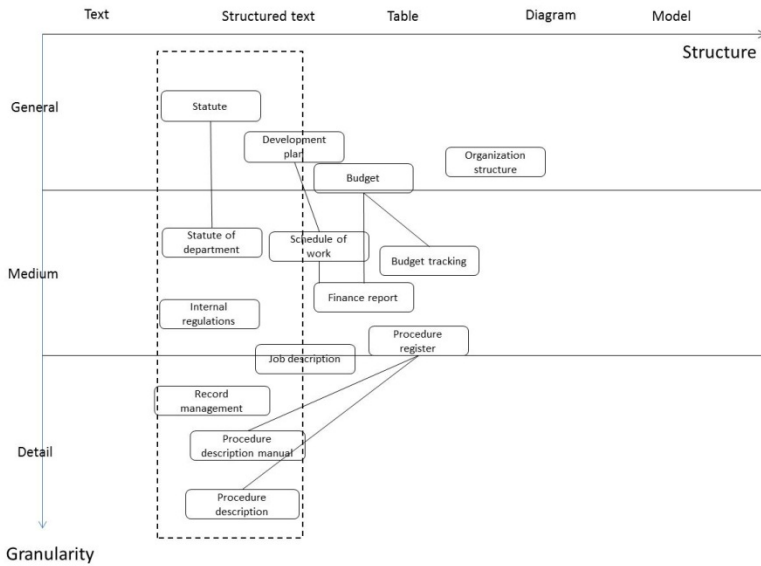 Text
Structured text
Table
Diagram
Model
Structure
General
Statute
Development
plan
Budget
Organization
structure
Medium
Statute of
department
Schedule of
work
Budget tracking
Finance report
Internal
regulations
Procedure
register
Job description
Detail
Record
management
Procedure
description manual
Procedure
description
Granularity